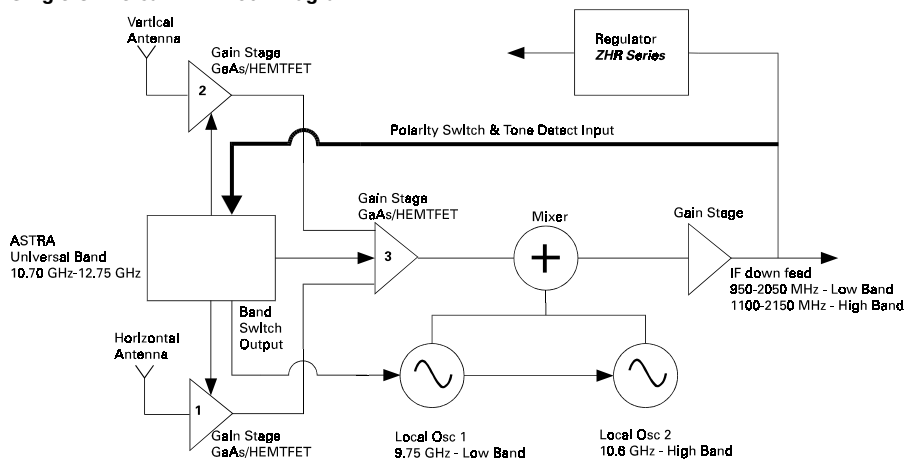 Vertical
Antenna
Gain Stage
GaAs/HEMTFET
2
Regulator
ZHR Series
Polarity Switch & Tone Detect Input
Gain Stage
GaAs/HEMTFET
3
Mixer
Gain Stage
ASTRA
Universal Band
10.70 GHz-12.75 GHz
IF down feed
950-2050 MHz - Low Band
1100-2150 MHz - High Band
Band
Switch
Output
Horizontal
Antenna
1
Gain Stage
GaAs/HEMTFET
Local Osc 1
9.75 GHz - Low Band
Local Osc 2
10.6 GHz - High Band